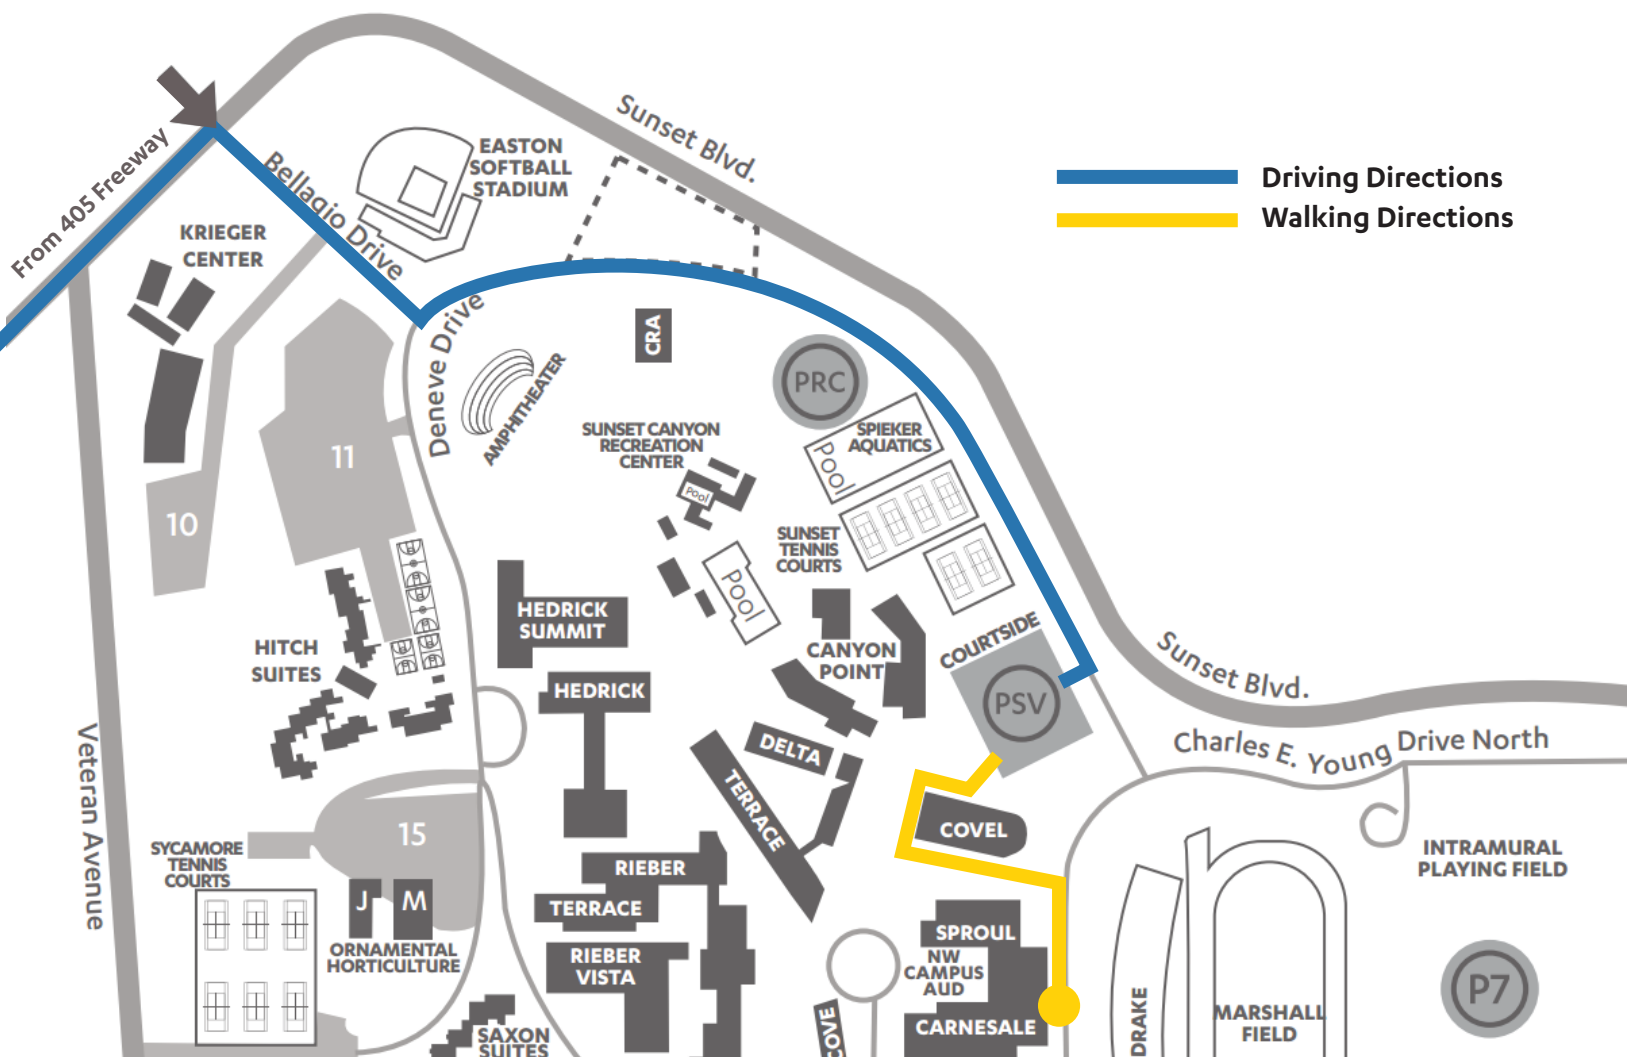 Sunset Blvd.
From 405 Freeway
Bellagio Drive
EASTON
SOFTBALL
STADIUM
Driving Directions
Walking Directions
KRIEGER
CENTER
Deneve Drive
AMPHITHEATER
CRA
PRC
SUNSET CANYON
RECREATION
CENTER
Pool
SPIEKER
AQUATICS
Pool
11
10
SUNSET
TENNIS
COURTS
Pool
HEDRICK
SUMMIT
HITCH
SUITES
CANYON
POINT
COURTSIDE
PSV
Sunset Blvd.
HEDRICK
DELTA
TERRACE
Charles E. Young Drive North
Veteran Avenue
COVEL
15
SYCAMORE
TENNIS
COURTS
RIEBER
TERRACE
INTRAMURAL
PLAYING FIELD
J
M
ORNAMENTAL
HORTICULTURE
RIEBER
VISTA
SPROUL
NW
CAMPUS
AUD
CARNESALE
COVE
DRAKE
MARSHALL
FIELD
P7
SAXON
SUITES